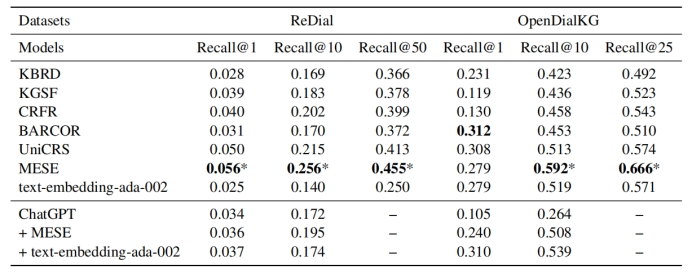 Datasets ReDial OpenDialKG
Models Recall@1 Recall@10 Recall@50 Recall@1 Recall@10 Recall@25
KBRD 0.028 0.169 0.366 0.231 0.423 0.492
KGSF 0.039 0.183 0.378 0.119 0.436 0.523
CRFR 0.040 0.202 0.399 0.130 0.458 0.543
BARCOR 0.031 0.170 0.372 0.312 0.453 0.510
UniCRS 0.050 0.215 0.413 0.308 0.513 0.574
MESE 0.056* 0.256* 0.455* 0.279 0.592* 0.666*
text-embedding-ada-002 0.025 0.140 0.250 0.279 0.519 0.571
ChatGPT 0.034 0.172 – 0.105 0.264 –
+ MESE 0.036 0.195 – 0.240 0.508 –
+ text-embedding-ada-002 0.037 0.174 – 0.310 0.539 –